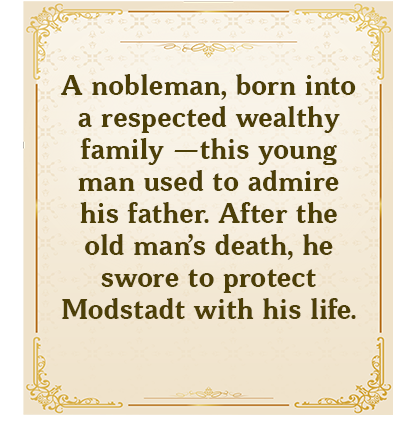 A nobleman, born into
a respected wealthy
family —this young
man used to admire
his father. After the
old man’s death, he
swore to protect
Modstadt with his life.